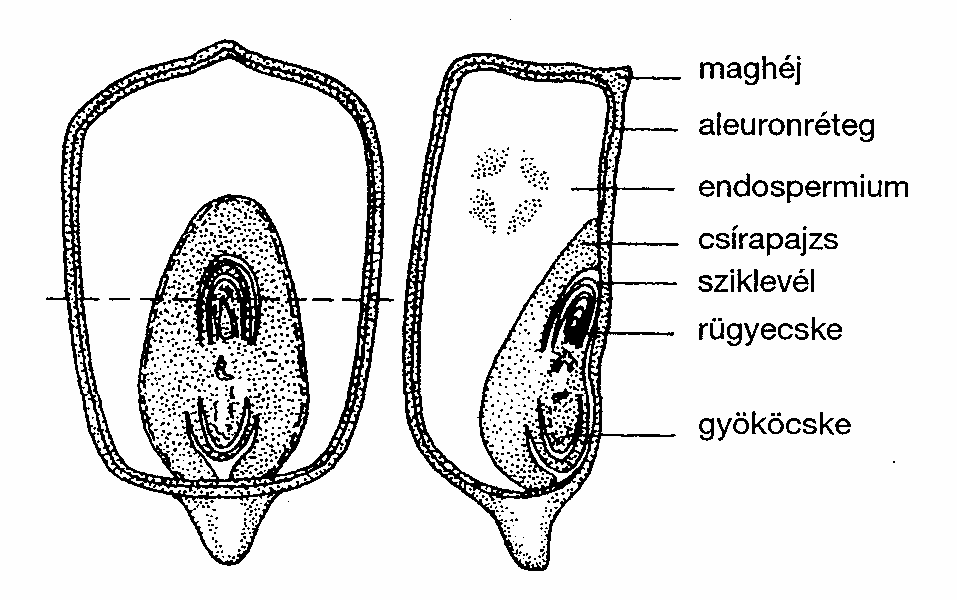 maghéj
aleuronréteg
endospermium
csírapajzs
sziklevél
rügyecske
gyököcske